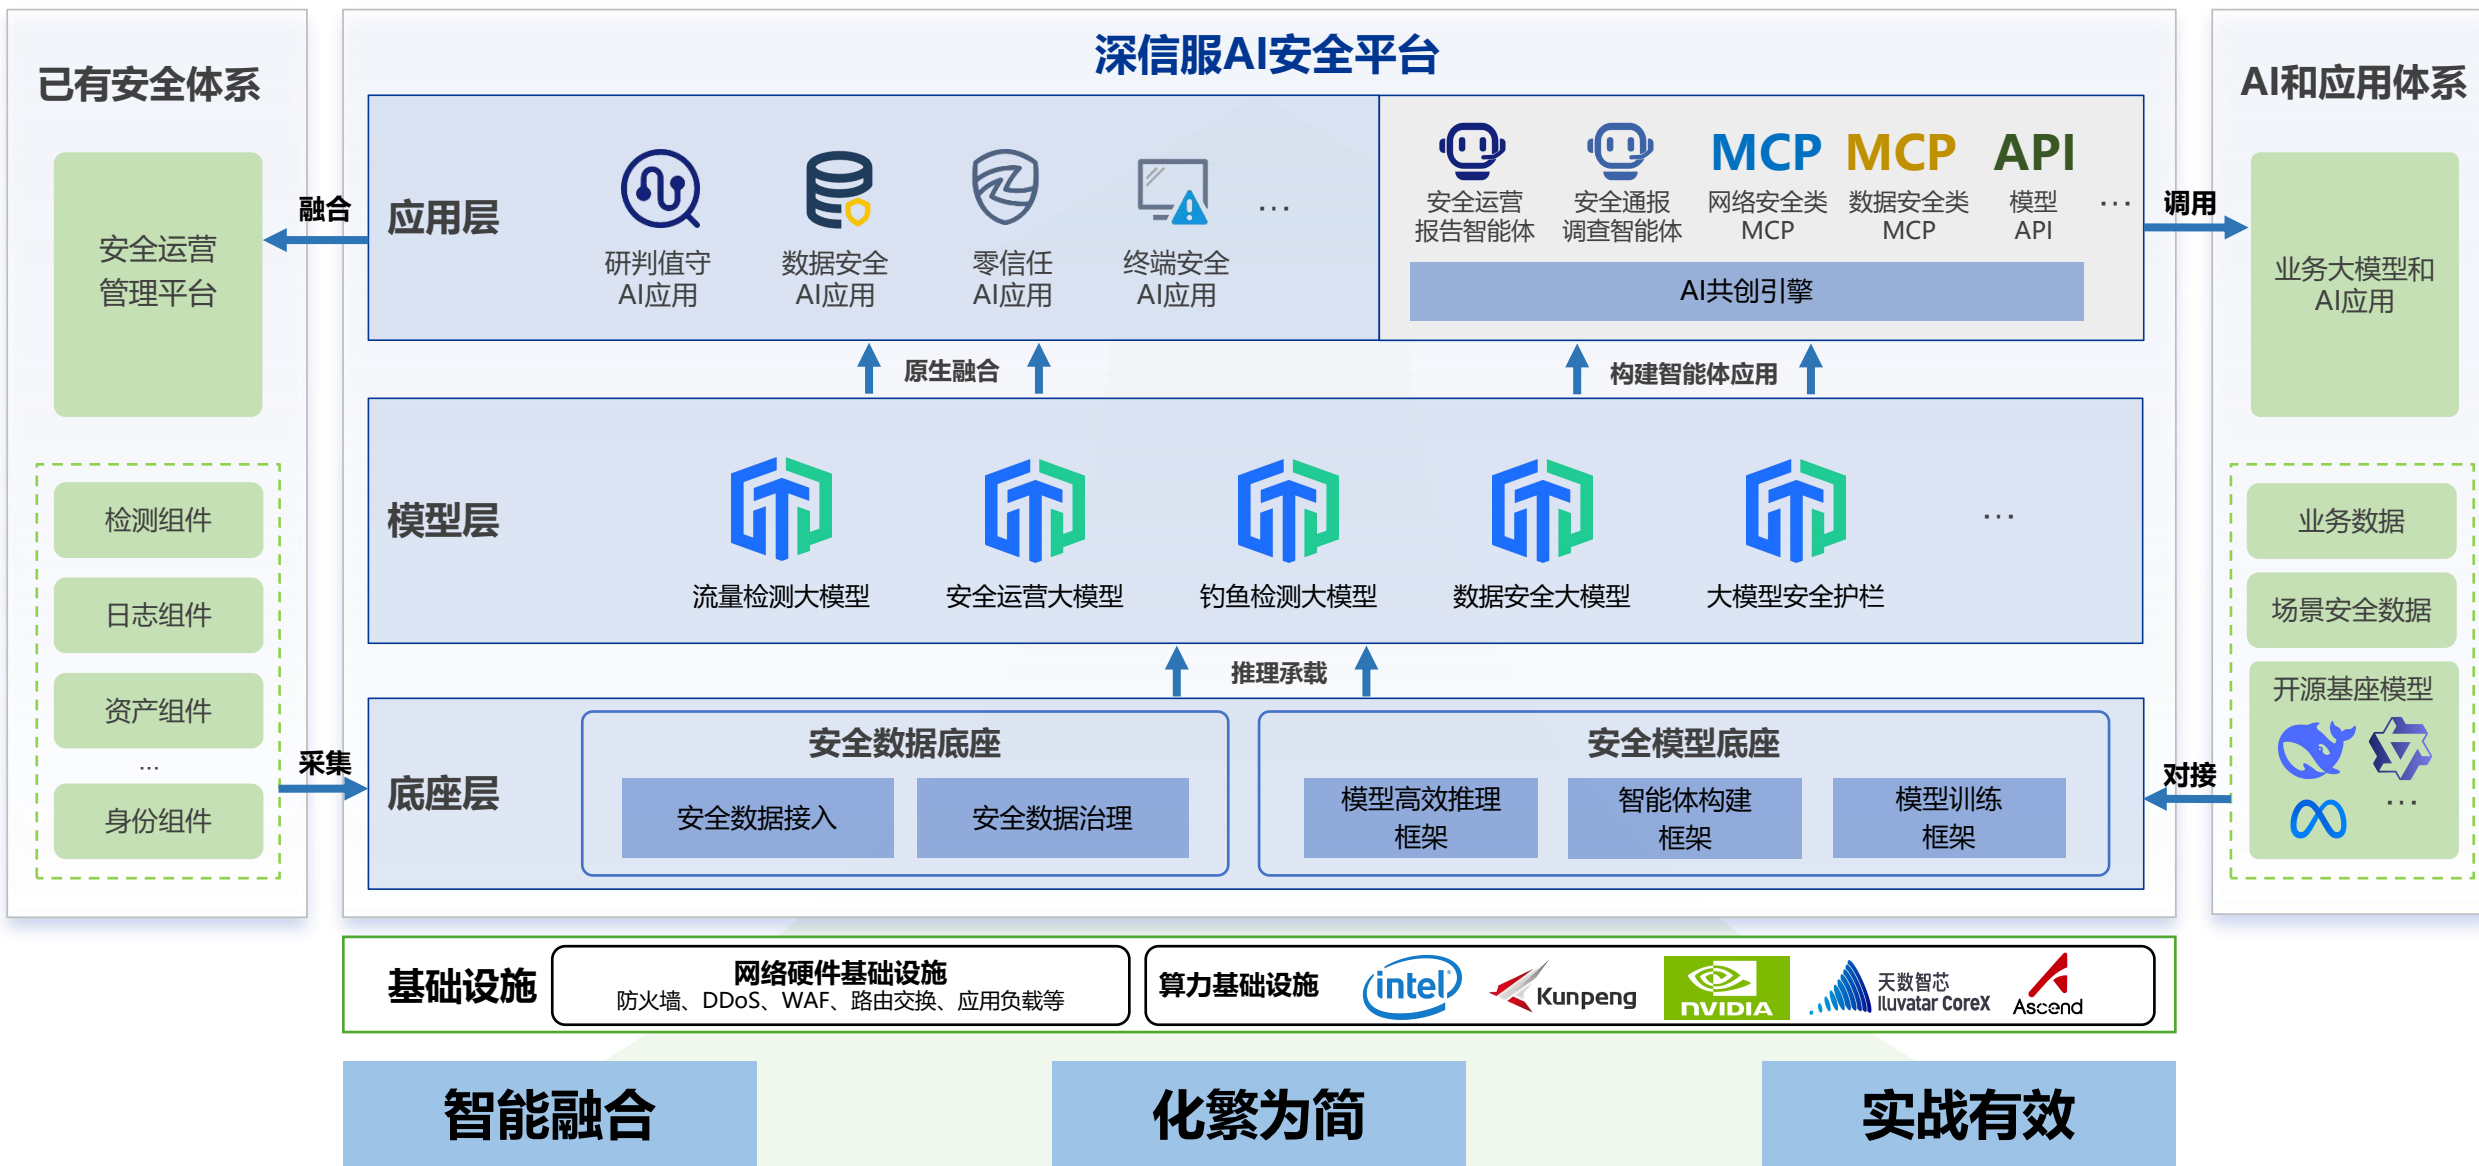 已有安全体系
安全运营
管理平台
检测组件
日志组件
资产组件
...
身份组件
融合
采集
深信服AI安全平台
应用层
研判值守
AI应用
数据安全
AI应用
零信任
AI应用
终端安全
AI应用
...
安全运营
报告智能体
安全通报
调查智能体
MCP
网络安全类
MCP
MCP
数据安全类
MCP
API
模型
API
...
AI共创引擎
原生融合
构建智能体应用
模型层
流量检测大模型
安全运营大模型
钓鱼检测大模型
数据安全大模型
大模型安全护栏
...
推理承载
底座层
安全数据底座
安全数据接入
安全数据治理
安全模型底座
模型高效推理
框架
智能体构建
框架
模型训练
框架
调用
对接
AI和应用体系
业务大模型和
AI应用
业务数据
场景安全数据
开源基座模型
...
基础设施
网络硬件基础设施
防火墙、DDoS、WAF、路由交换、应用负载等
算力基础设施
intel
Kunpeng
NVIDIA
天数智芯
Iluvatar CoreX
Ascend
智能融合
化繁为简
实战有效